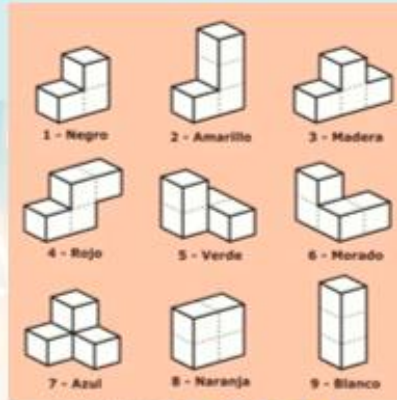 1 - Negro
2 - Amarillo
3 - Madera
4 - Rojo
5 - Verde
6 - Morado
7 - Azul
8 - Naranja
9 - Blanco